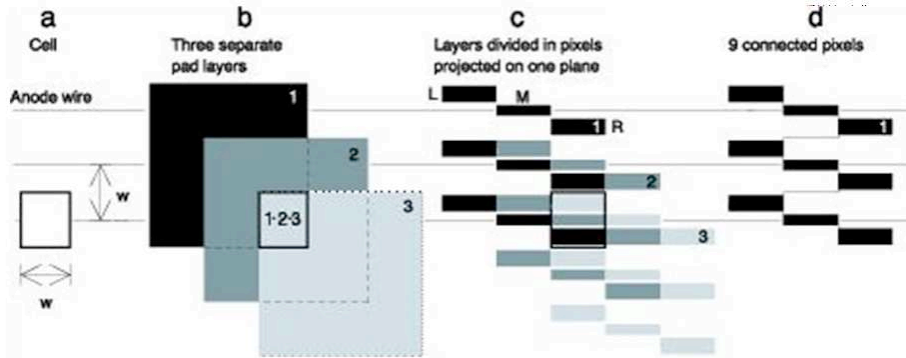 a
Cell
b
Three separate
pad layers
c
Layers divided in pixels
projected on one plane
d
9 connected pixels
Anode wire
w
w
1
2
3
1·2·3
L
M
1
R
2
3
1